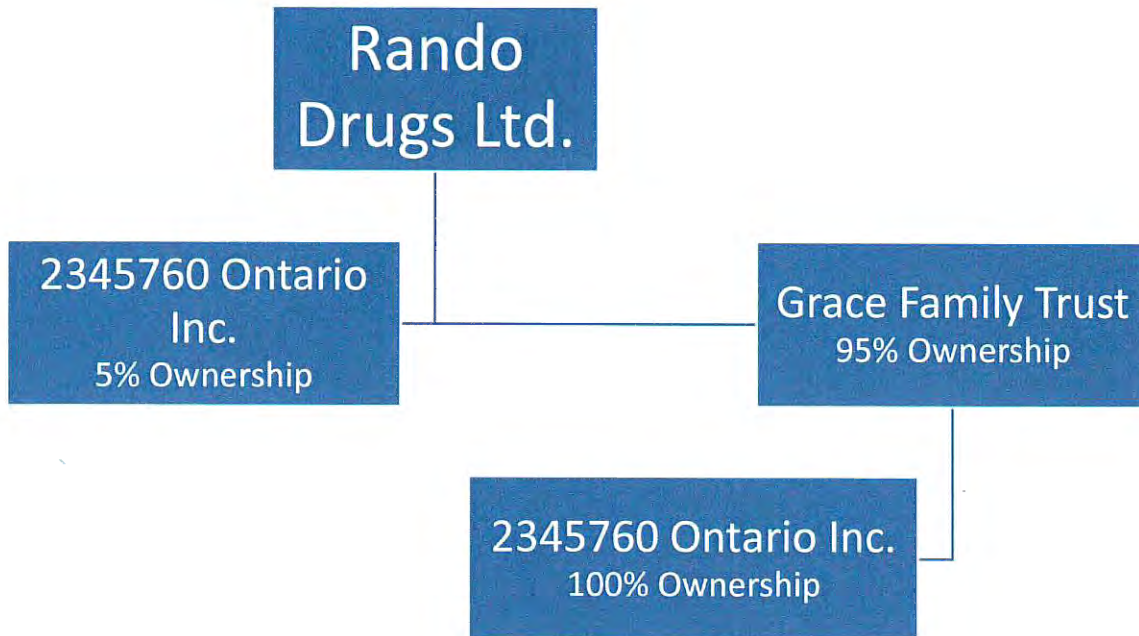 Rando
Drugs Ltd.
2345760 Ontario
Inc.
5% Ownership
Grace Family Trust
95% Ownership
2345760 Ontario Inc.
100% Ownership